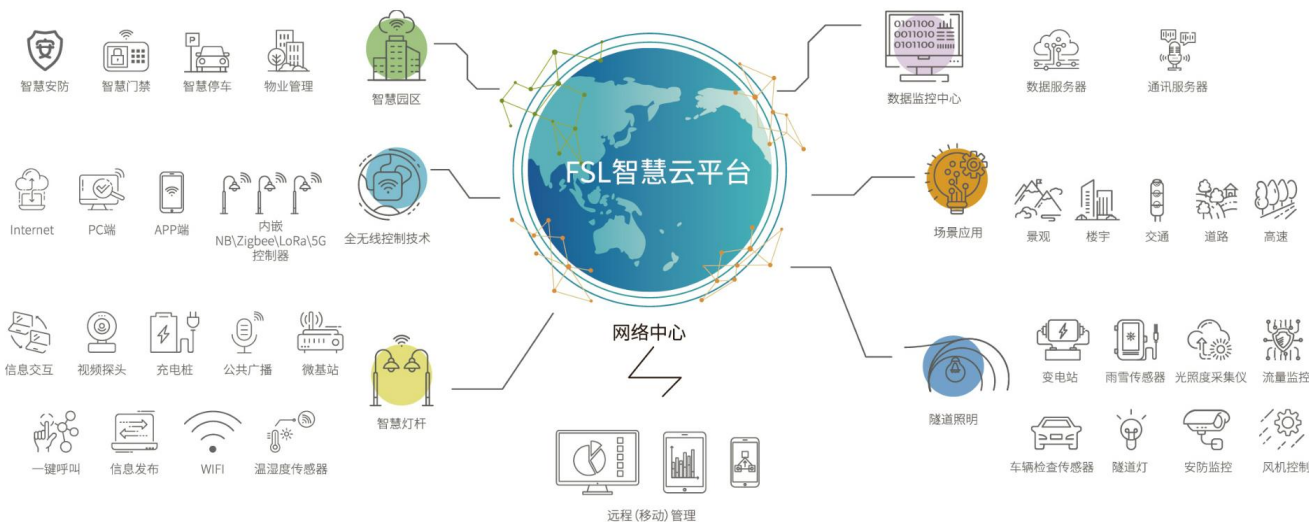 智慧安防
智慧门禁
P
智慧停车
物业管理
智慧园区
Internet
PC端
APP端
内嵌
NB\Zigbee\LoRa\5G
控制器
全无线控制技术
信息交互
视频探头
充电桩
公共广播
微基站
智慧灯杆
一键呼叫
信息发布
WIFI
温湿度传感器
FSL智慧云平台
网络中心
远程(移动)管理
0101100
0011010
0101100
数据监控中心
数据服务器
通讯服务器
场景应用
景观
楼宇
交通
道路
高速
隧道照明
变电站
雨雪传感器
光照度采集仪
流量监控
车辆检查传感器
隧道灯
安防监控
风机控制